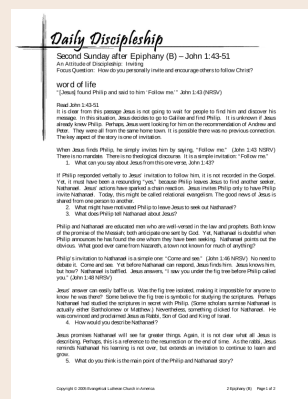 Daily Discipleship
Second Sunday after Epiphany (B) – John 1:43-51
An Attitude of Discipleship: Inviting
Focus Question: How do you personally invite and encourage others to follow Christ?
word of life
"[Jesus] found Philip and said to him 'Follow me.'" John 1:43 (NRSV)
Read John 1:43-51
It is clear from this passage Jesus is not going to wait for people to find him and discover his
message. In this situation, Jesus decides to go to Galilee and find Philip. It is unknown if Jesus
already knew Philip. Perhaps, Jesus went looking for him on the recommendation of Andrew and
Peter. They were all from the same home town. It is possible there was no previous connection.
The key aspect of the story is one of invitation.
When Jesus finds Philip, he simply invites him by saying, "Follow me." (John 1:43 NSRV)
There is no mandate. There is no theological discourse. It is a simple invitation: "Follow me."
1. What can you say about Jesus from this one verse, John 1:43?
If Philip responded verbally to Jesus' invitation to follow him, it is not recorded in the Gospel.
Yet, it must have been a resounding "yes," because Philip leaves Jesus to find another seeker,
Nathanael. Jesus' actions have sparked a chain reaction. Jesus invites Philip only to have Philip
invite Nathanael. Today, this might be called relational evangelism. The good news of Jesus is
shared from one person to another.
2. What might have motivated Philip to leave Jesus to seek out Nathanael?
3. What does Philip tell Nathanael about Jesus?
Philip and Nathanael are educated men who are well versed in the law and prophets. Both know
of the promise of the Messiah; both anticipate one sent by God. Yet, Nathanael is doubtful when
Philip announces he has found the one whom they have been seeking. Nathanael points out the
obvious. What good ever came from Nazareth, a town not known for much of anything?
Philip's invitation to Nathanael is a simple one: "Come and see." (John 1:46 NRSV) No need to
debate it. Come and see. Yet before Nathanael can respond, Jesus finds him. Jesus knows him,
but how? Nathanael is baffled. Jesus answers, "I saw you under the fig tree before Philip called
you." (John 1:48 NRSV)
Jesus' answer can easily baffle us. Was the fig tree isolated, making it impossible for anyone to
know he was there? Some believe the fig tree is symbolic for studying the scriptures. Perhaps
Nathanael had studied the scriptures in secret with Philip. (Some scholars surmise Nathanael is
actually either Bartholomew or Matthew.) Nevertheless, something clicked for Nathanael. He
was convinced and proclaimed Jesus as Rabbi, Son of God and King of Israel.
4. How would you describe Nathanael?
Jesus promises Nathanael will see far greater things. Again, it is not clear what all Jesus is
describing. Perhaps, this is a reference to the resurrection or the end of time. As the rabbi, Jesus
reminds Nathanael his learning is not over, but extends an invitation to continue to learn and
grow.
5. What do you think is the main point of the Philip and Nathanael story?
Copyright © 2005 Evangelical Lutheran Church in America 2 Epiphany (B) Page 1 of 3